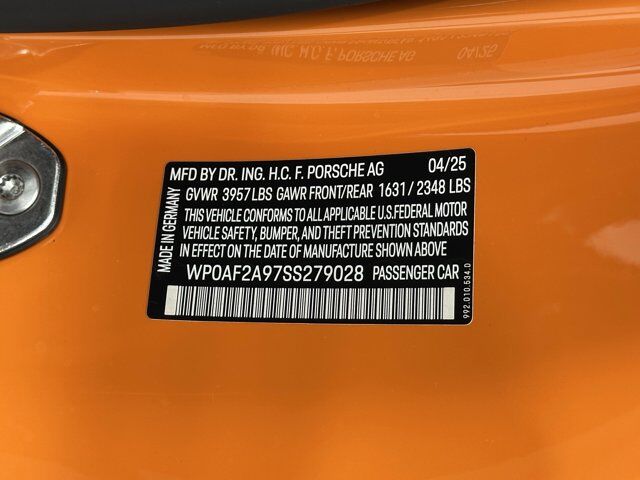 MFD BY DR. ING. H.C. F. PORSCHE AG 04/25
GVWR 3957LBS GAWR FRONT/REAR 1631/2348 LBS
THIS VEHICLE CONFORMS TO ALL APPLICABLE U.S.FEDERAL MOTOR
VEHICLE SAFETY, BUMPER, AND THEFT PREVENTION STANDARDS
IN EFFECT ON THE DATE OF MANUFACTURE SHOWN ABOVE
WP0AF2A97SS279028 PASSENGER CAR
MADE IN GERMANY
992.010.534.D